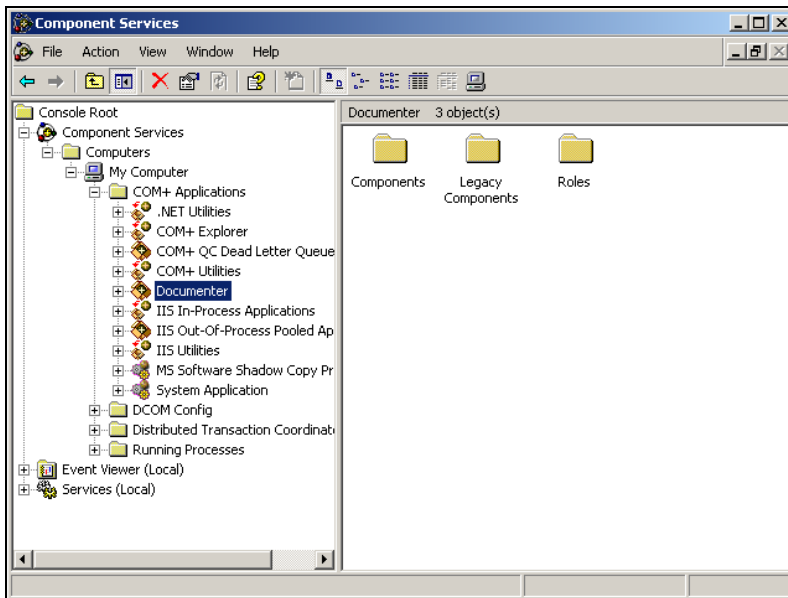 Component Services
File Action View Window Help
Console Root
Component Services
Computers
My Computer
COM+ Applications
.NET Utilities
COM+ Explorer
COM+ QC Dead Letter Queue
COM+ Utilities
Documenter
IIS In-Process Applications
IIS Out-Of-Process Pooled Ap
IIS Utilities
MS Software Shadow Copy Pr
System Application
DCOM Config
Distributed Transaction Coordinat
Running Processes
Event Viewer (Local)
Services (Local)
Documenter 3 object(s)
Components Legacy Roles
Components